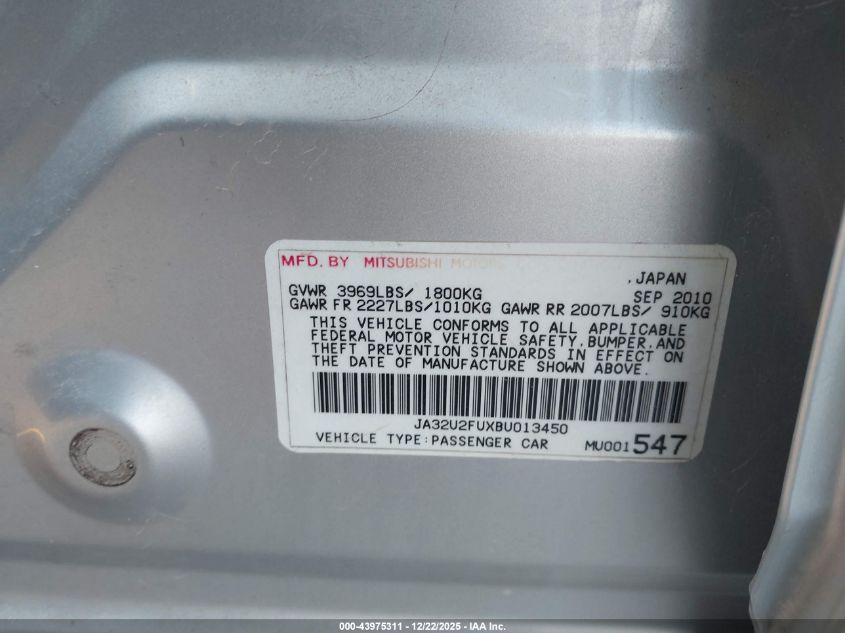 MFD. BY MITSUBISHI MOTORS
, JAPAN
GVWR 3969LBS/ 1800KG SEP 2010
GAWR FR 2227LBS/1010KG GAWR RR 2007LBS/ 910KG
THIS VEHICLE CONFORMS TO ALL APPLICABLE
FEDERAL MOTOR VEHICLE SAFETY,BUMPER,AND
THEFT PREVENTION STANDARDS IN EFFECT ON
THE DATE OF MANUFACTURE SHOWN ABOVE.
JA32U2FUXBU013450
VEHICLE TYPE:PASSENGER CAR MU001547
000-43975311 - 12/22/2025 - IAA Inc.